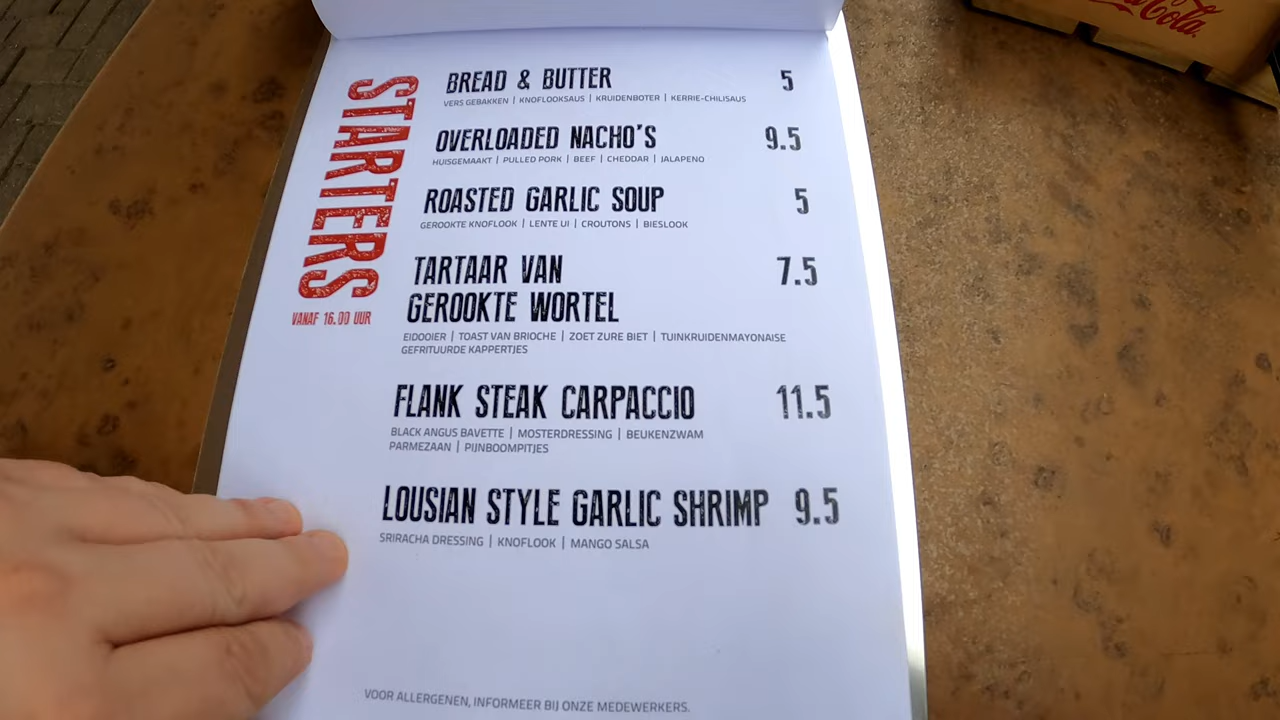 STARTERS
VANAF 16.00 UUR
BREAD & BUTTER 5
VERS GEBAKKEN | KNOFLOOKSAUS | KRUIDENBOTER | KERRIE-CHILISAUS
OVERLOADED NACHO'S 9.5
HUISGEMAAKT | PULLED PORK | BEEF | CHEDDAR | JALAPENO
ROASTED GARLIC SOUP 5
GEROOKTE KNOFLOOK | LENTE UI | CROUTONS | BIESLOOK
TARTAAR VAN 7.5
GEROOKTE WORTEL
EIDOOIER | TOAST VAN BRIOCHE | ZOET ZURE BIET | TUINKRUIDENMAYONAISE
GEFRITUURDE KAPPERTJES
FLANK STEAK CARPACCIO 11.5
BLACK ANGUS BAVETTE | MOSTERDRESSING | BEUKENZWAM
PARMEZAAN | PIJNBOOMPITJES
LOUSIAN STYLE GARLIC SHRIMP 9.5
SRIRACHA DRESSING | KNOFLOOK | MANGO SALSA
VOOR ALLERGENEN, INFORMEER BIJ ONZE MEDEWERKERS.
Cola